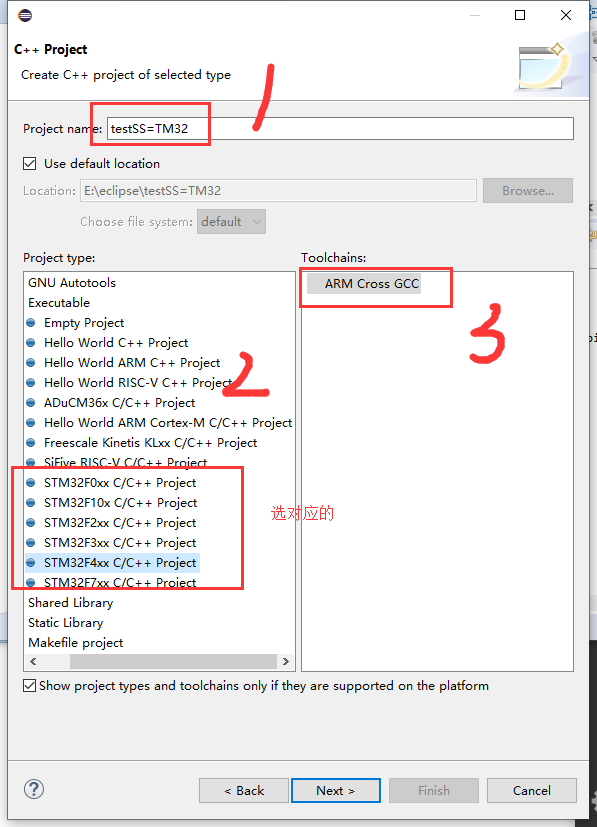 C++ Project
Create C++ project of selected type
1
Project name: testSS=TM32
Use default location
Location: E:\eclipse\testSS=TM32 Browse...
Choose file system: default
Project type: Toolchains:
GNU Autotools ARM Cross GCC
Executable
Empty Project
3
Hello World C++ Project
Hello World ARM C++ Project
2
Hello World RISC-V C++ Project
ADuCM36x C/C++ Project
Hello World ARM Cortex-M C/C++ Project
Freescale Kinetis KLxx C/C++ Project
SiFive RISC-V C/C++ Project
STM32F0xx C/C++ Project
STM32F10x C/C++ Project
选对应的
STM32F2xx C/C++ Project
STM32F3xx C/C++ Project
STM32F4xx C/C++ Project
STM32F7xx C/C++ Project
Shared Library
Static Library
Makefile project
Show project types and toolchains only if they are supported on the platform
? < Back Next > Finish Cancel